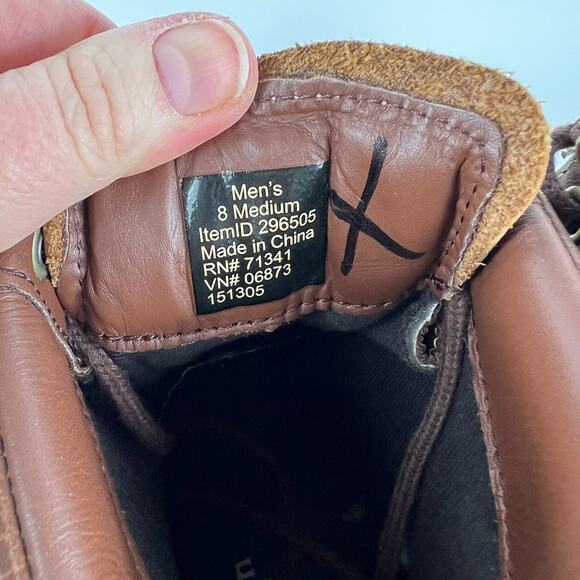 Men's
8 Medium
ItemID 296505
Made in China
RN# 71341
VN# 06873
151305
X